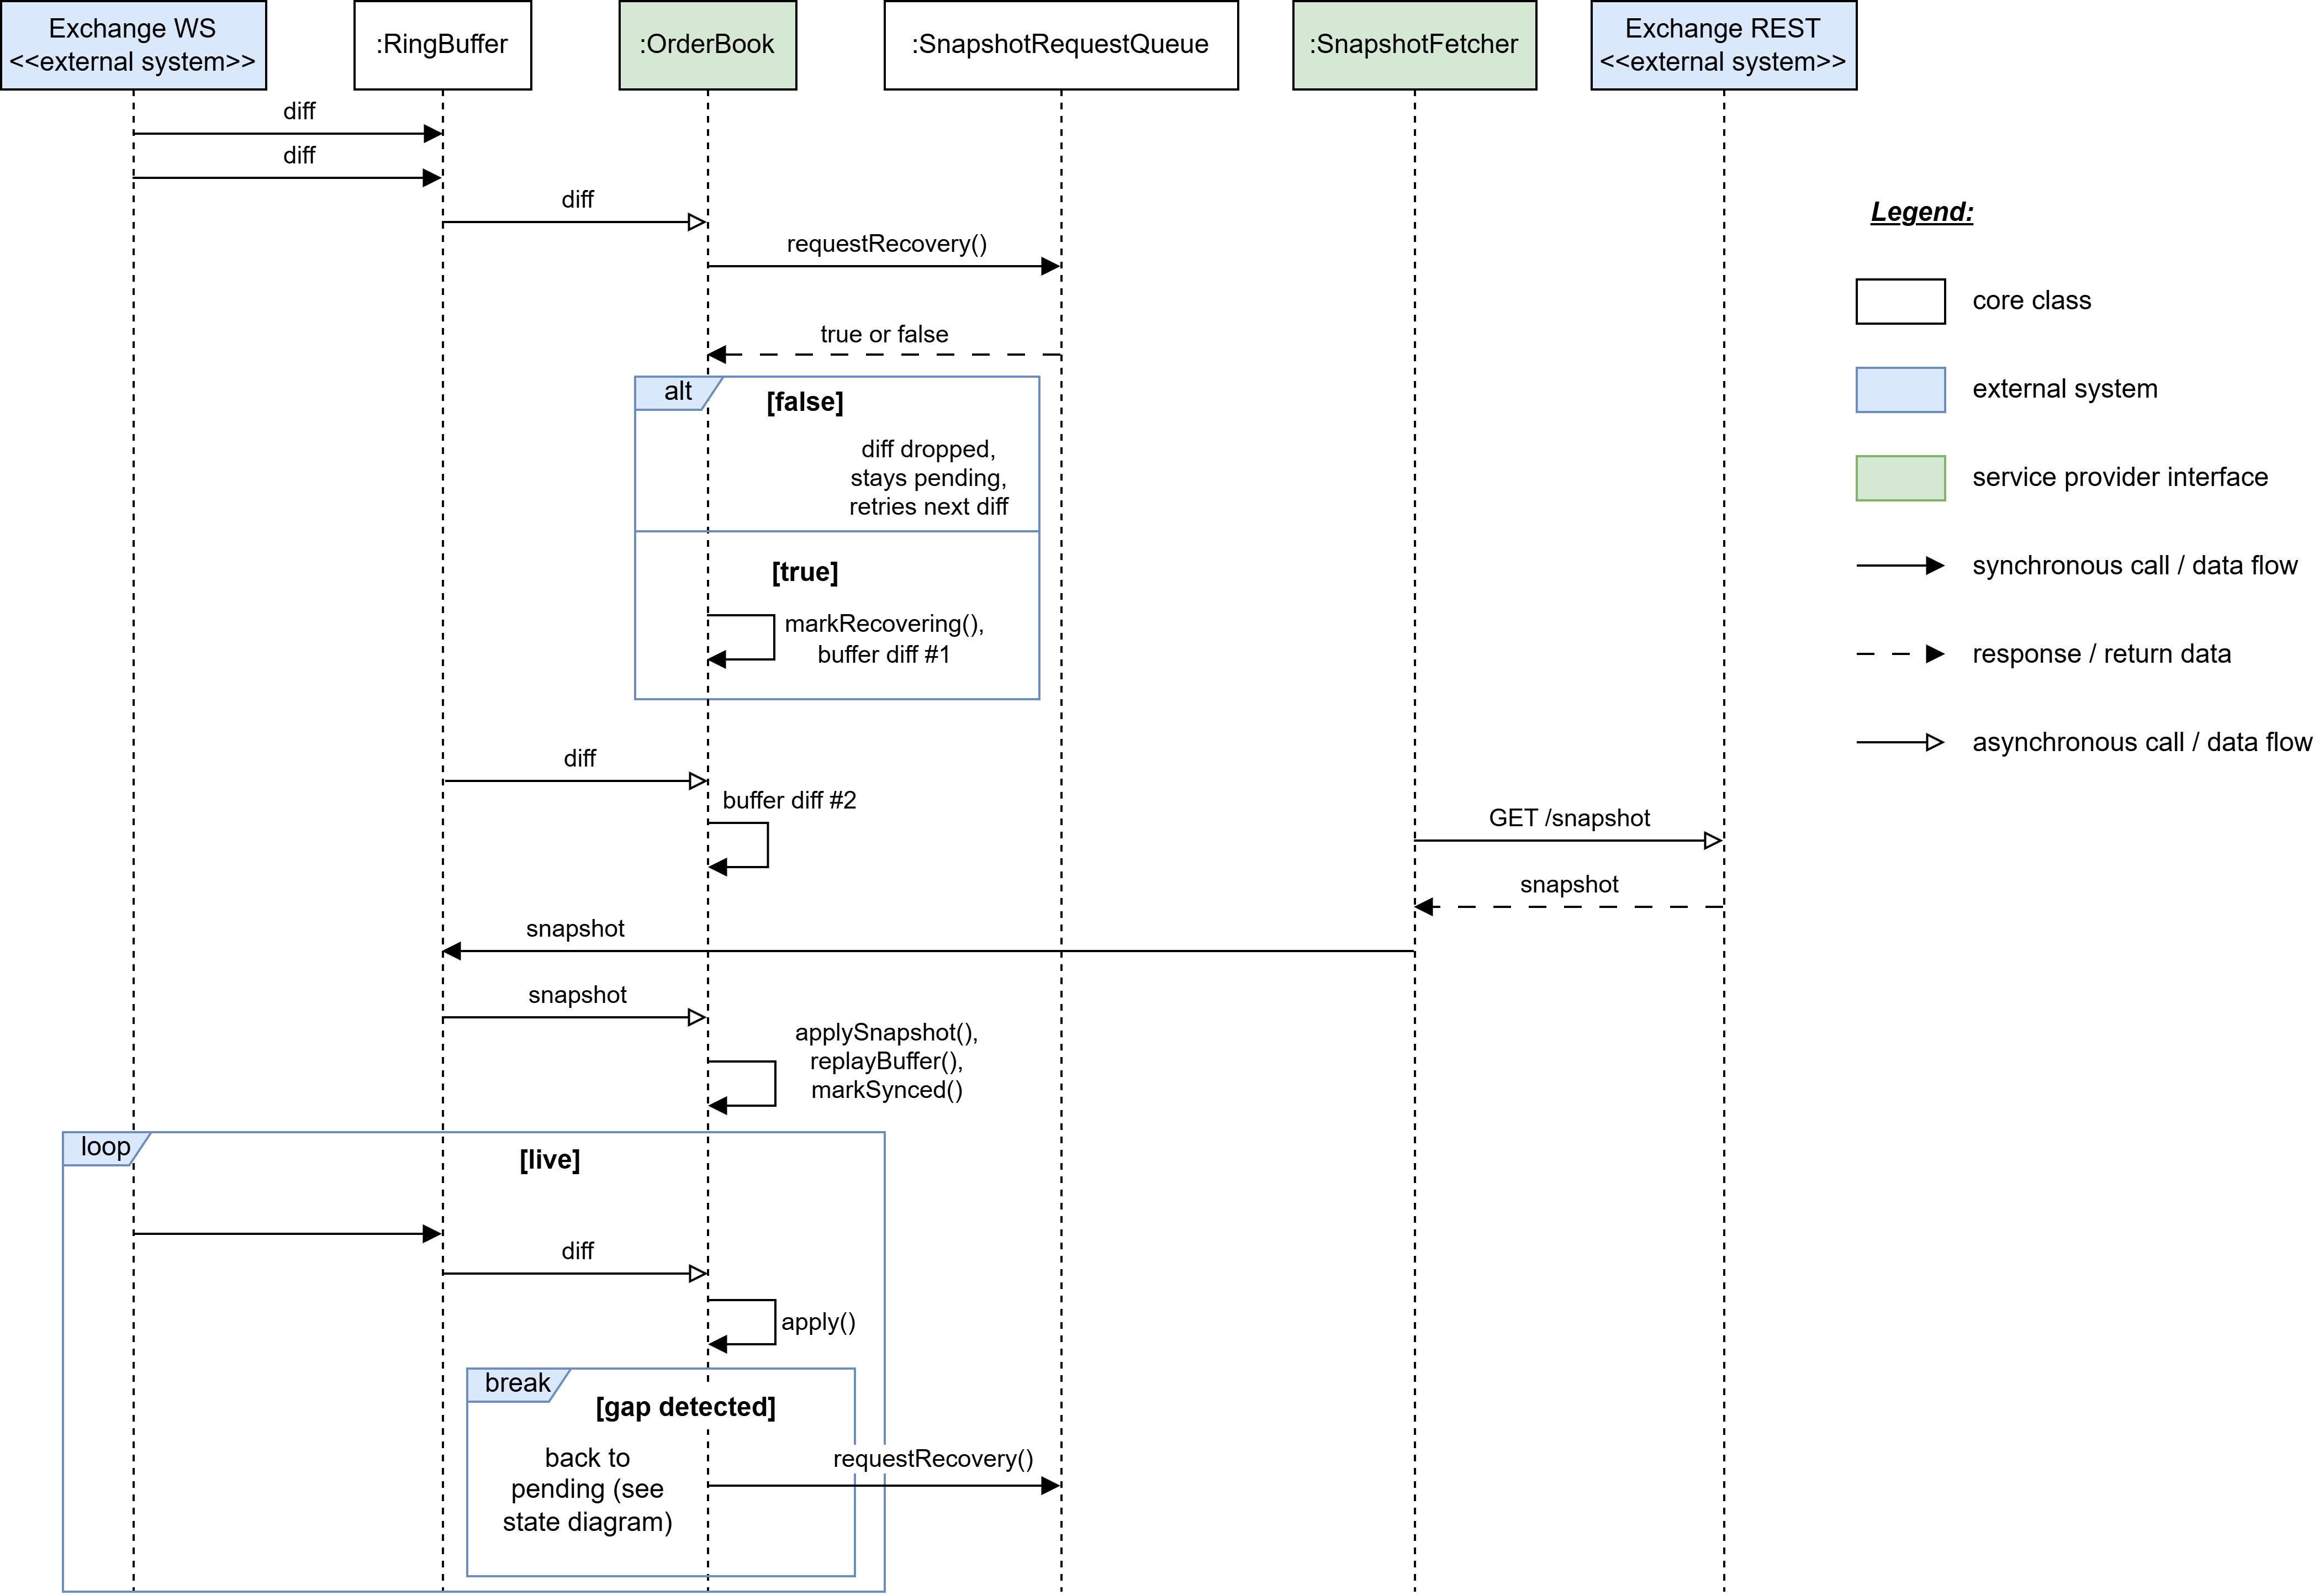 Exchange WS
<<external system>>
:RingBuffer
:OrderBook
:SnapshotRequestQueue
:SnapshotFetcher
Exchange REST
<<external system>>
diff
diff
diff
requestRecovery()
true or false
alt
[false]
diff dropped,
stays pending,
retries next diff
[true]
markRecovering(),
buffer diff #1
diff
buffer diff #2
GET /snapshot
snapshot
snapshot
snapshot
applySnapshot(),
replayBuffer(),
markSynced()
loop
[live]
diff
apply()
break
[gap detected]
back to
pending (see
state diagram)
requestRecovery()
Legend:
core class
external system
service provider interface
synchronous call / data flow
response / return data
asynchronous call / data flow